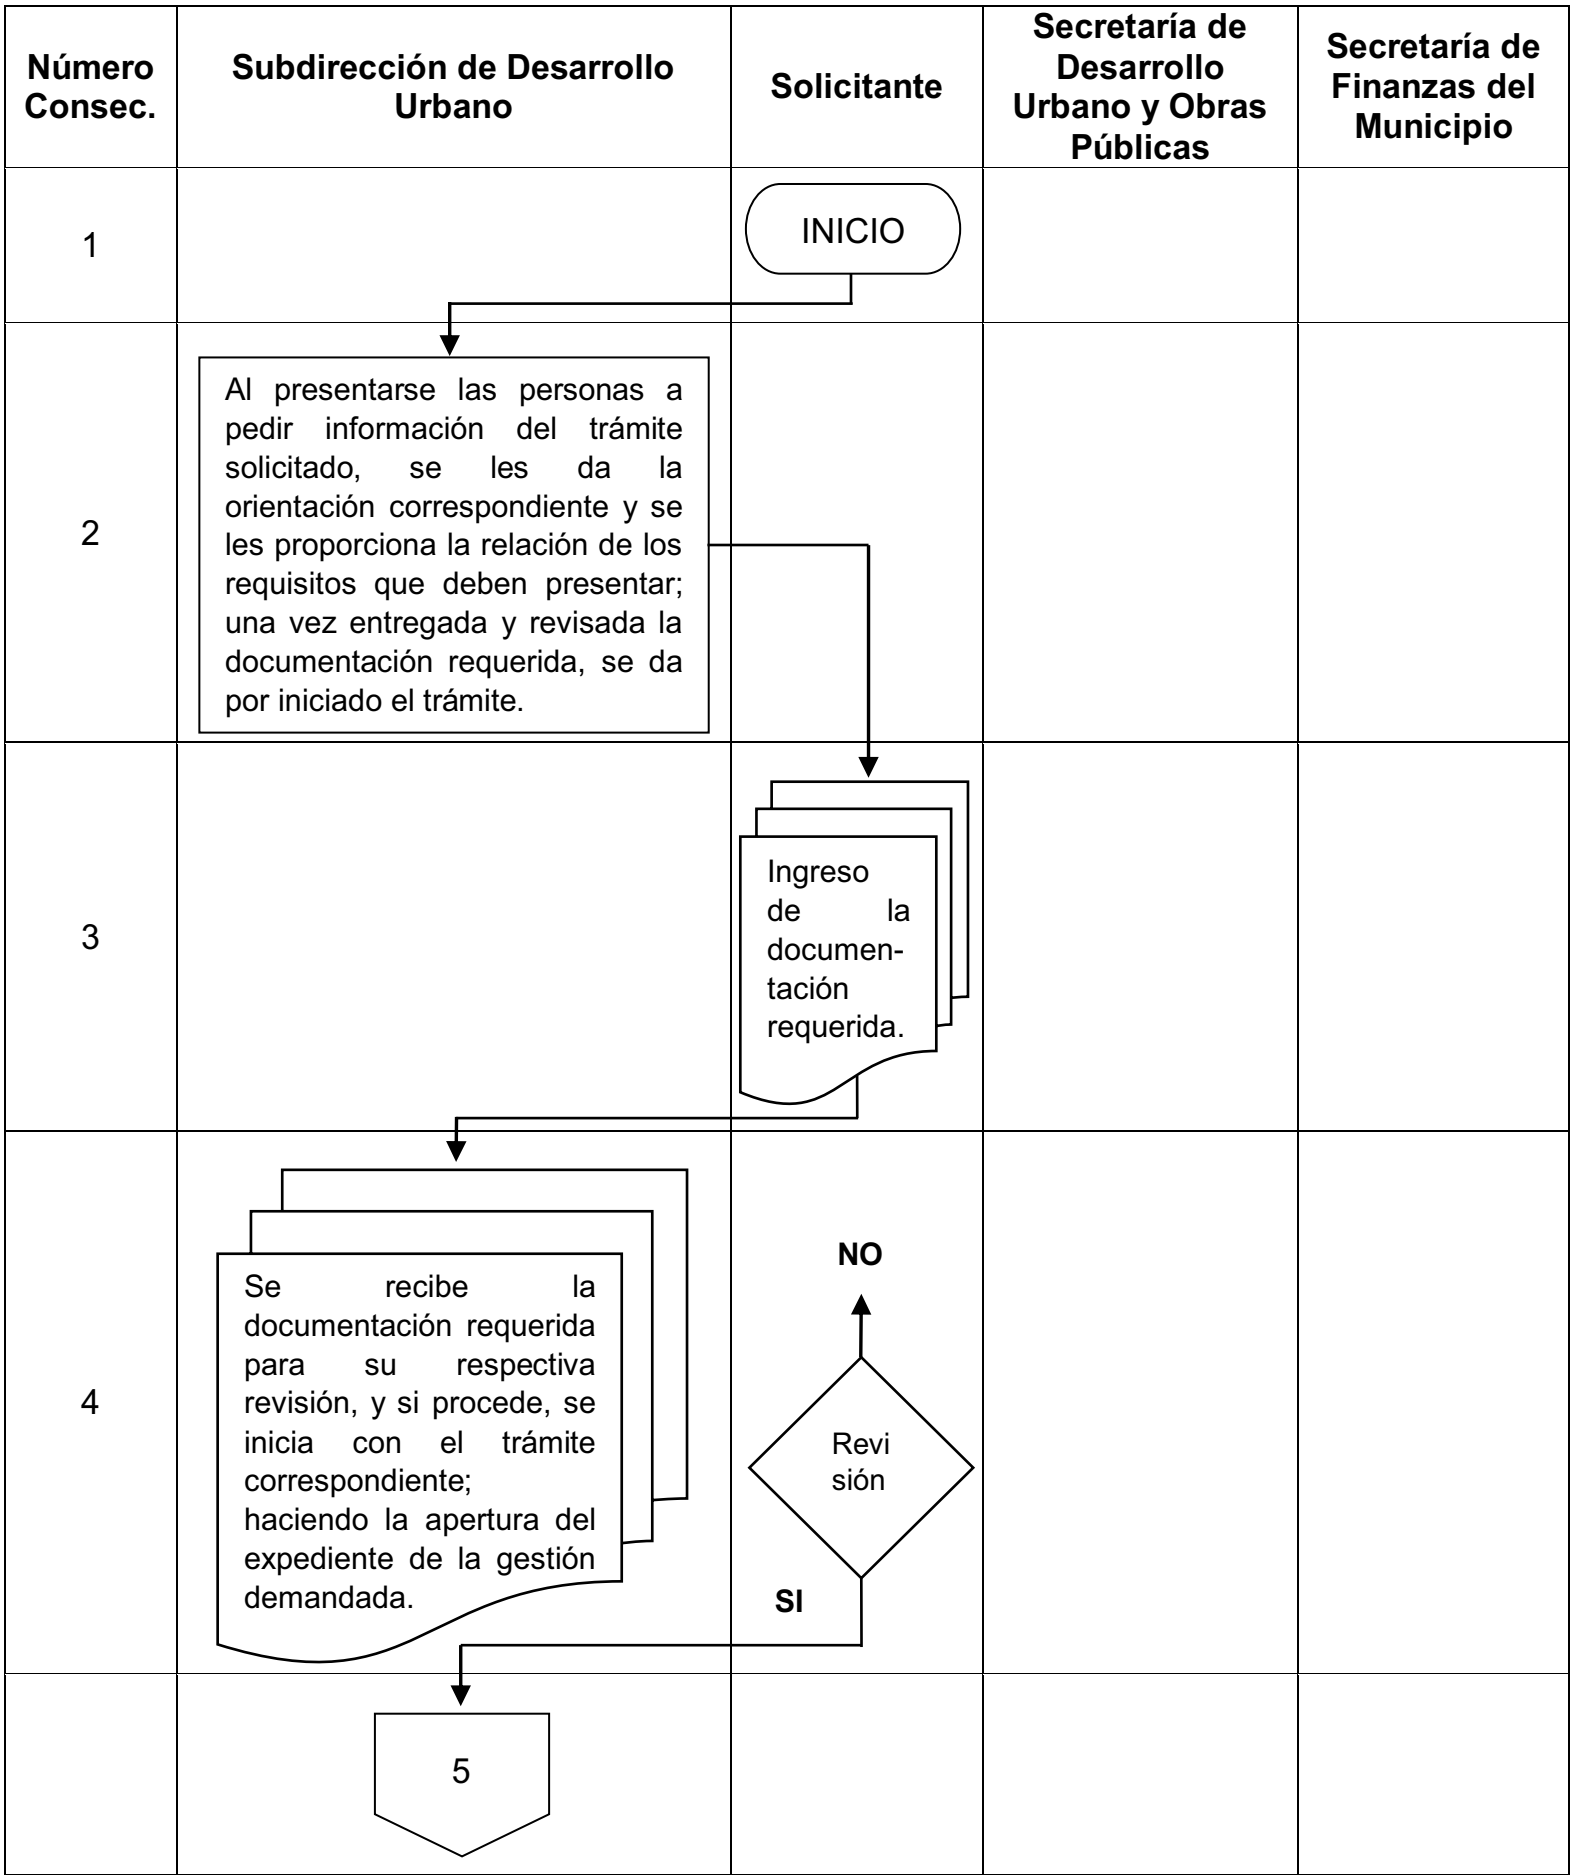 Número
Consec.
Subdirección de Desarrollo
Urbano
Solicitante
Secretaría de
Desarrollo
Urbano y Obras
Públicas
Secretaría de
Finanzas del
Municipio
1
INICIO
2
Al presentarse las personas a
pedir información del trámite
solicitado, se les da la
orientación correspondiente y se
les proporciona la relación de los
requisitos que deben presentar;
una vez entregada y revisada la
documentación requerida, se da
por iniciado el trámite.
3
Ingreso
de la
documen-
tación
requerida.
4
Se recibe la
documentación requerida
para su respectiva
revisión, y si procede, se
inicia con el trámite
correspondiente;
haciendo la apertura del
expediente de la gestión
demandada.
NO
Revi
sión
SI
5